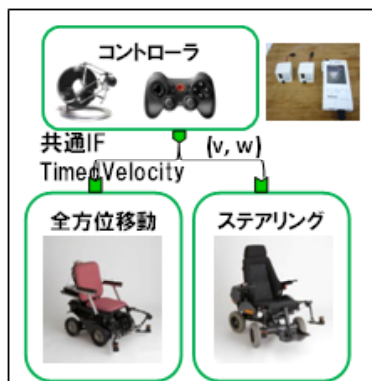 コントローラ
共通IF
(v, w)
TimedVelocity
全方位移動
ステアリング